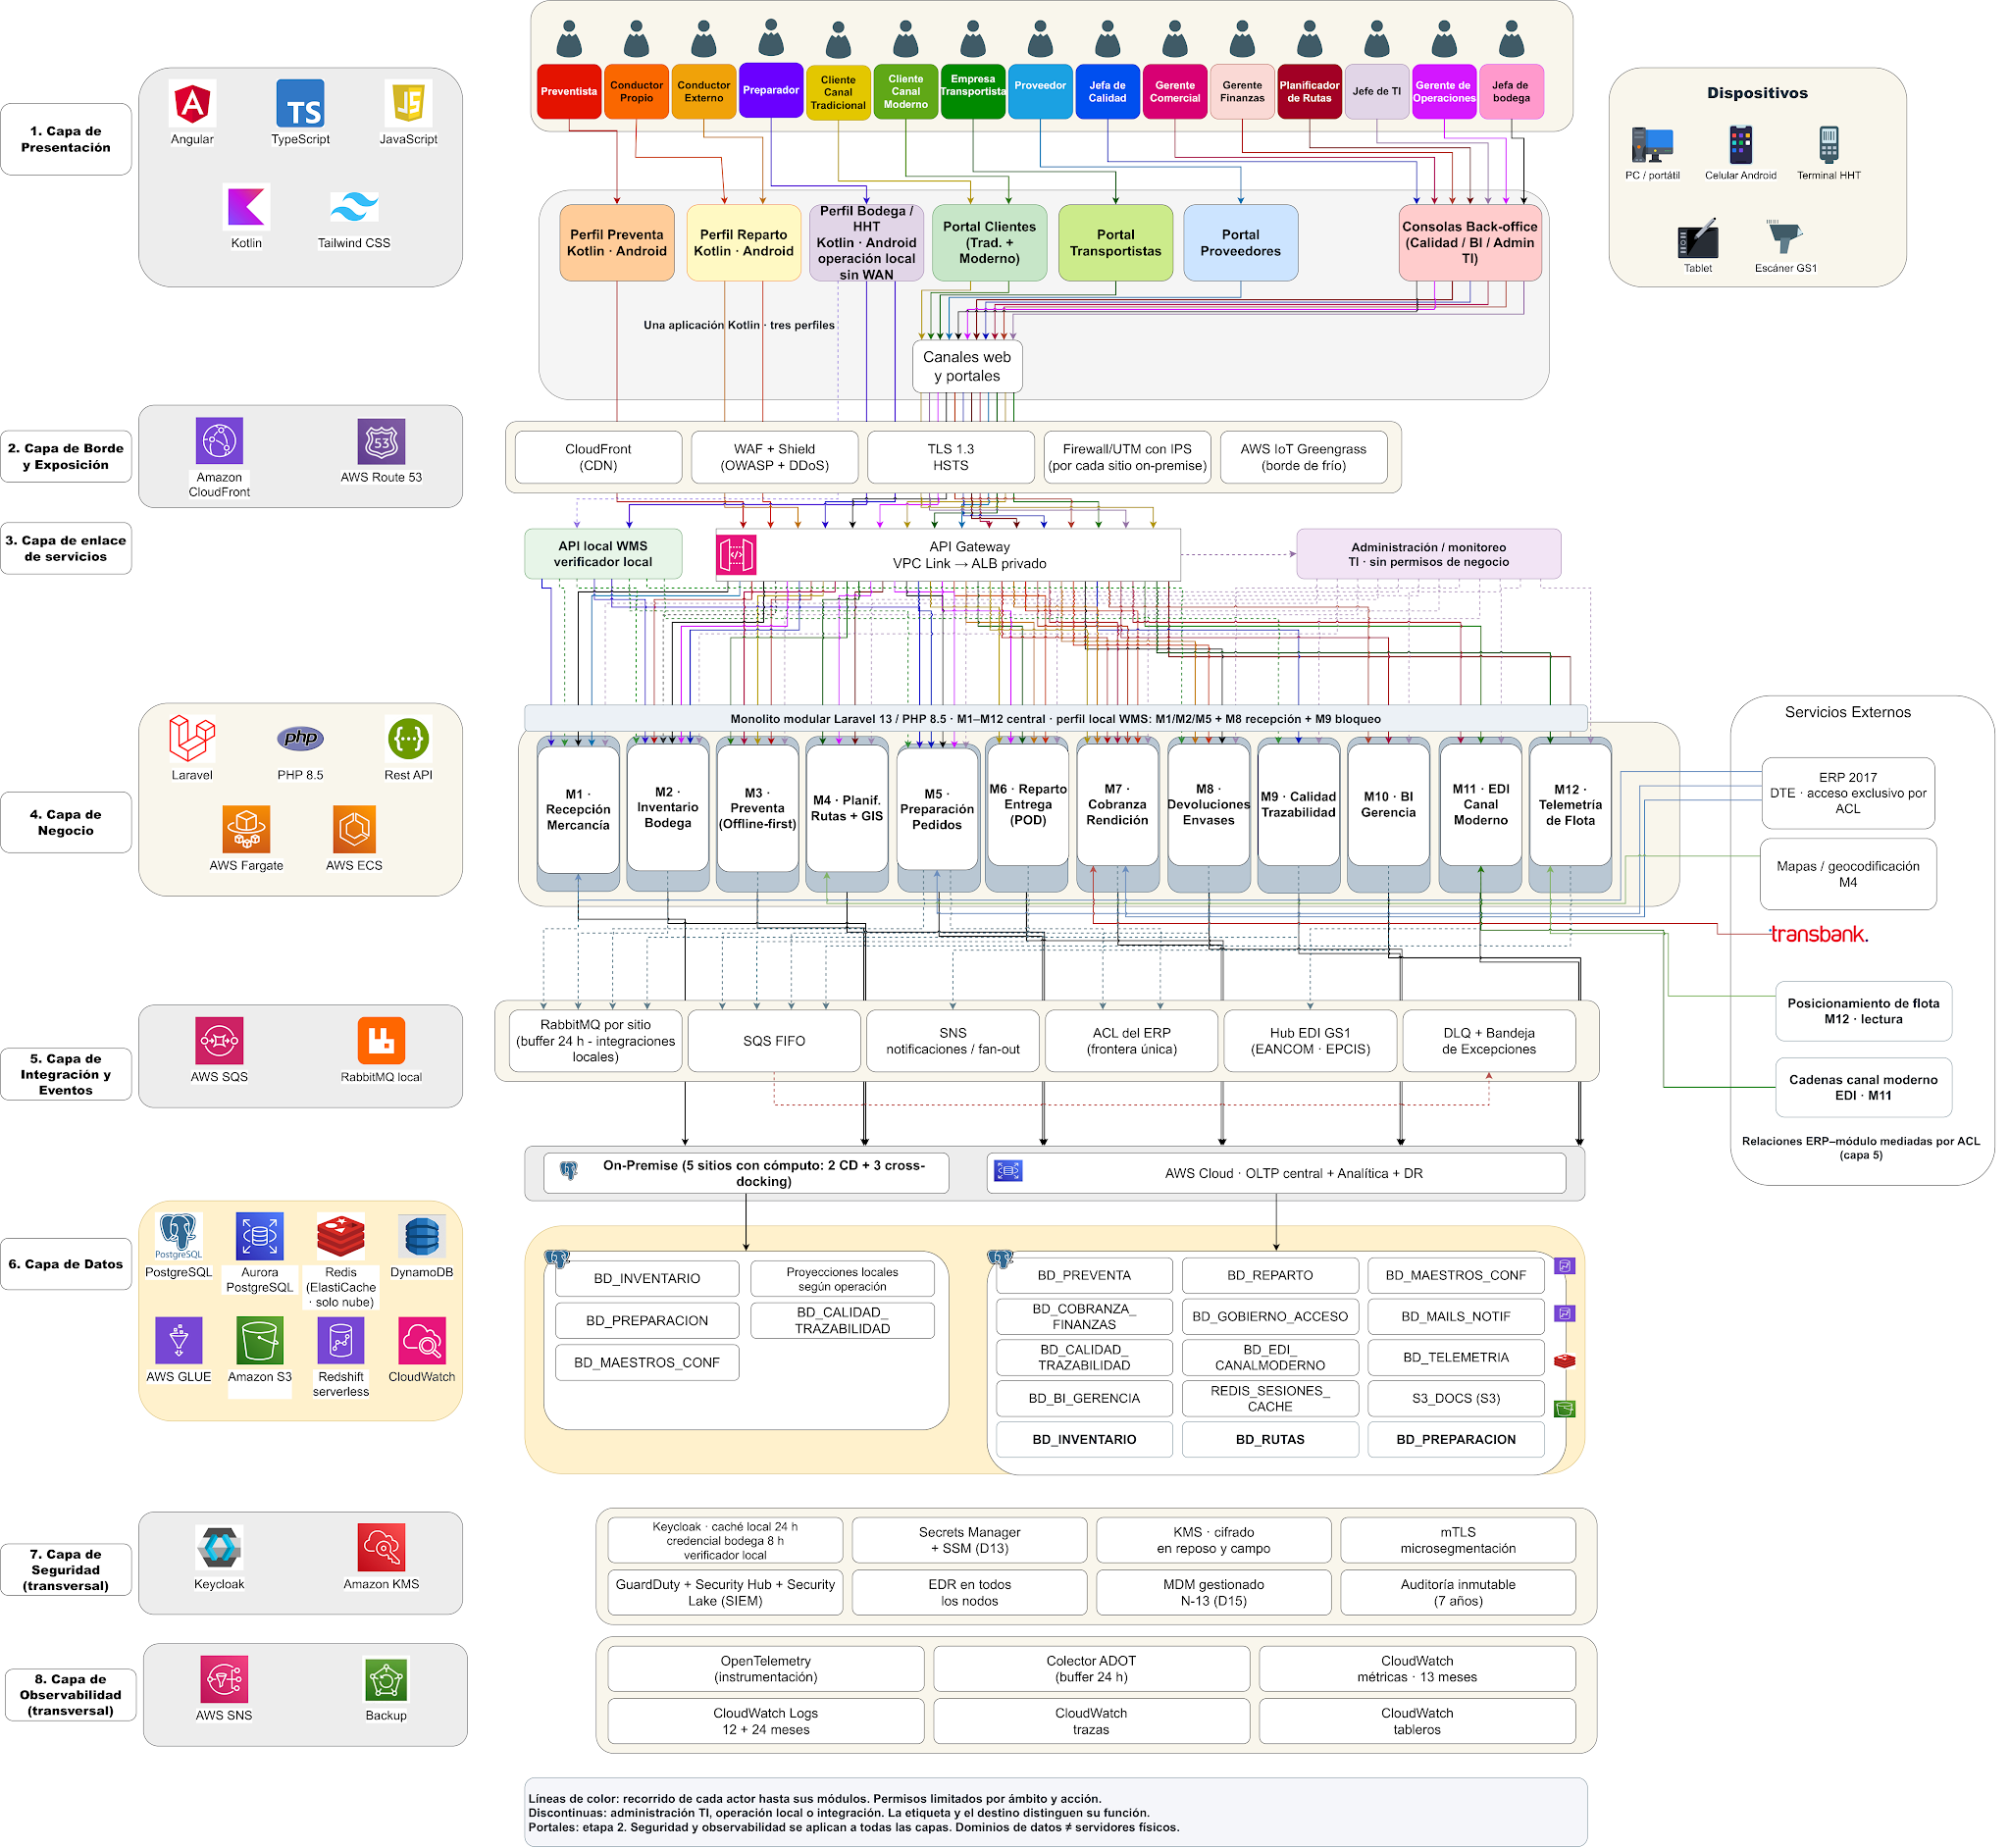 Preventista
Conductor
Propio
Conductor
Externo
Preparador
Cliente
Canal
Tradicional
Cliente
Canal
Moderno
Empresa
Transportista
Proveedor
Jefa de
Calidad
Gerente
Comercial
Gerente
Finanzas
Planificador
de Rutas
Jefe de TI
Gerente de
Operaciones
Jefa de
bodega
1. Capa de
Presentación
Angular
TS
TypeScript
JS
JavaScript
Kotlin
Tailwind CSS
Dispositivos
PC / portátil
Celular Android
Terminal HHT
Tablet
Escáner GS1
Perfil Preventa
Kotlin · Android
Perfil Reparto
Kotlin · Android
Perfil Bodega /
HHT
Kotlin · Android
operación local
sin WAN
Portal Clientes
(Trad. +
Moderno)
Portal
Transportistas
Portal
Proveedores
Consolas Back-office
(Calidad / BI / Admin
TI)
Una aplicación Kotlin · tres perfiles
Canales web
y portales
2. Capa de Borde
y Exposición
Amazon
CloudFront
53
AWS Route 53
CloudFront
(CDN)
WAF + Shield
(OWASP + DDoS)
TLS 1.3
HSTS
Firewall/UTM con IPS
(por cada sitio on-premise)
AWS IoT Greengrass
(borde de frío)
3. Capa de enlace
de servicios
API local WMS
verificador local
API Gateway
VPC Link → ALB privado
Administración / monitoreo
TI · sin permisos de negocio
4. Capa de
Negocio
Laravel
php
PHP 8.5
Rest API
AWS Fargate
AWS ECS
Monolito modular Laravel 13 / PHP 8.5 · M1–M12 central · perfil local WMS: M1/M2/M5 + M8 recepción + M9 bloqueo
M1 ·
Recepción
Mercancía
M2 ·
Inventario
Bodega
M3 ·
Preventa
(Offline-first)
M4 · Planif.
Rutas + GIS
M5 ·
Preparación
Pedidos
M6 · Reparto
Entrega
(POD)
M7 ·
Cobranza
Rendición
M8 ·
Devoluciones
Envases
M9 · Calidad
Trazabilidad
M10 · BI
Gerencia
M11 · EDI
Canal
Moderno
M12 ·
Telemetría
de Flota
Servicios Externos
ERP 2017
DTE · acceso exclusivo por
ACL
Mapas / geocodificación
M4
transbank.
Posicionamiento de flota
M12 · lectura
Cadenas canal moderno
EDI · M11
Relaciones ERP–módulo mediadas por ACL
(capa 5)
5. Capa de
Integración y
Eventos
AWS SQS
RabbitMQ local
RabbitMQ por sitio
(buffer 24 h - integraciones
locales)
SQS FIFO
SNS
notificaciones / fan-out
ACL del ERP
(frontera única)
Hub EDI GS1
(EANCOM · EPCIS)
DLQ + Bandeja
de Excepciones
On-Premise (5 sitios con cómputo: 2 CD + 3 cross-
docking)
AWS Cloud · OLTP central + Analítica + DR
6. Capa de Datos
PostgreSQL
PostgreSQL
Aurora
PostgreSQL
Redis
(ElastiCache
· solo nube)
DynamoDB
AWS GLUE
Amazon S3
Redshift
serverless
CloudWatch
BD_INVENTARIO
Proyecciones locales
según operación
BD_PREPARACION
BD_CALIDAD_
TRAZABILIDAD
BD_MAESTROS_CONF
BD_PREVENTA
BD_REPARTO
BD_MAESTROS_CONF
BD_COBRANZA_
FINANZAS
BD_GOBIERNO_ACCESO
BD_MAILS_NOTIF
BD_CALIDAD_
TRAZABILIDAD
BD_EDI_
CANALMODERNO
BD_TELEMETRIA
BD_BI_GERENCIA
REDIS_SESIONES_
CACHE
S3_DOCS (S3)
BD_INVENTARIO
BD_RUTAS
BD_PREPARACION
7. Capa de
Seguridad
(transversal)
Keycloak
Amazon KMS
Keycloak · caché local 24 h
credencial bodega 8 h
verificador local
Secrets Manager
+ SSM (D13)
KMS · cifrado
en reposo y campo
mTLS
microsegmentación
GuardDuty + Security Hub + Security
Lake (SIEM)
EDR en todos
los nodos
MDM gestionado
N-13 (D15)
Auditoría inmutable
(7 años)
8. Capa de
Observabilidad
(transversal)
AWS SNS
Backup
OpenTelemetry
(instrumentación)
Colector ADOT
(buffer 24 h)
CloudWatch
métricas · 13 meses
CloudWatch Logs
12 + 24 meses
CloudWatch
trazas
CloudWatch
tableros
Líneas de color: recorrido de cada actor hasta sus módulos. Permisos limitados por ámbito y acción.
Discontinuas: administración TI, operación local o integración. La etiqueta y el destino distinguen su función.
Portales: etapa 2. Seguridad y observabilidad se aplican a todas las capas. Dominios de datos ≠ servidores físicos.